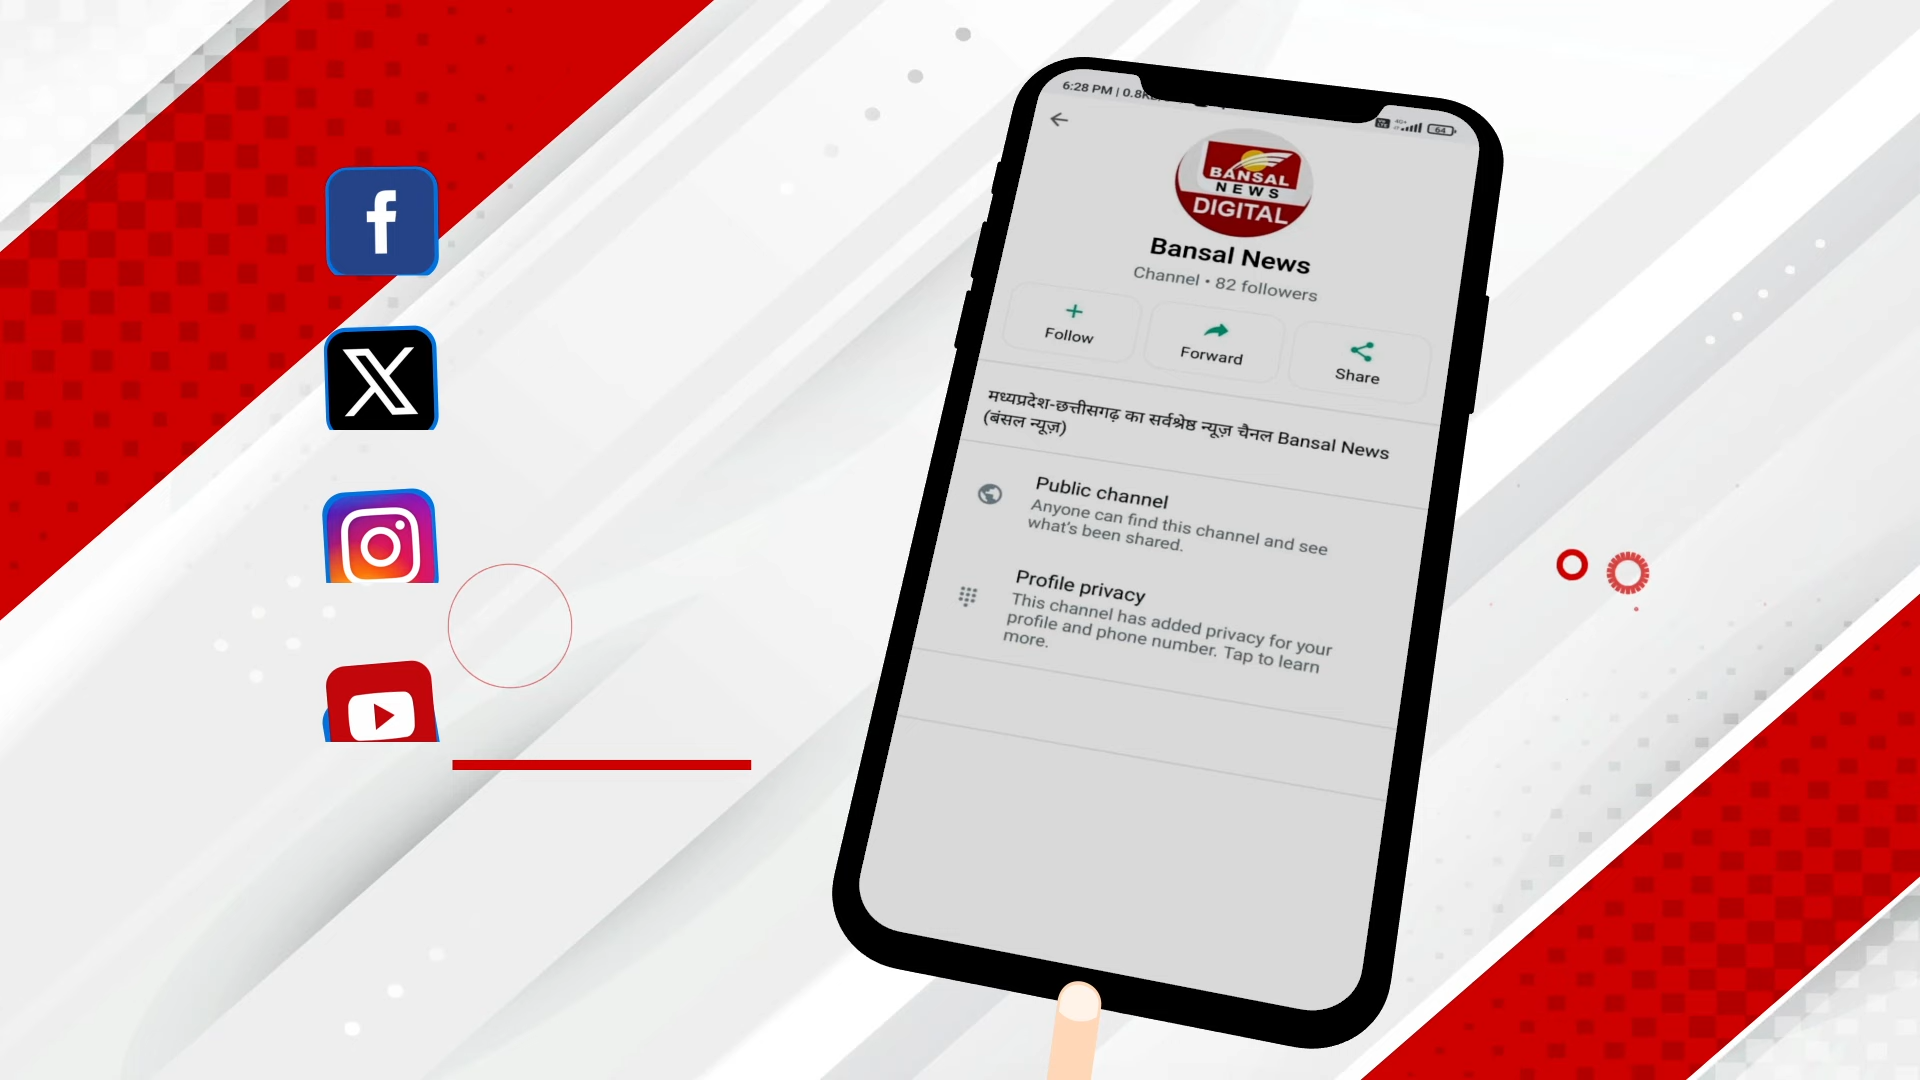 6:28 PM | 0.8K
64
BANSAL
NEWS
DIGITAL
Bansal News
Channel • 82 followers
Follow
Forward
Share
मध्यप्रदेश-छत्तीसगढ़ का सर्वश्रेष्ठ न्यूज़ चैनल Bansal News
(बंसल न्यूज़)
Public channel
Anyone can find this channel and see
what's been shared.
Profile privacy
This channel has added privacy for your
profile and phone number. Tap to learn
more.